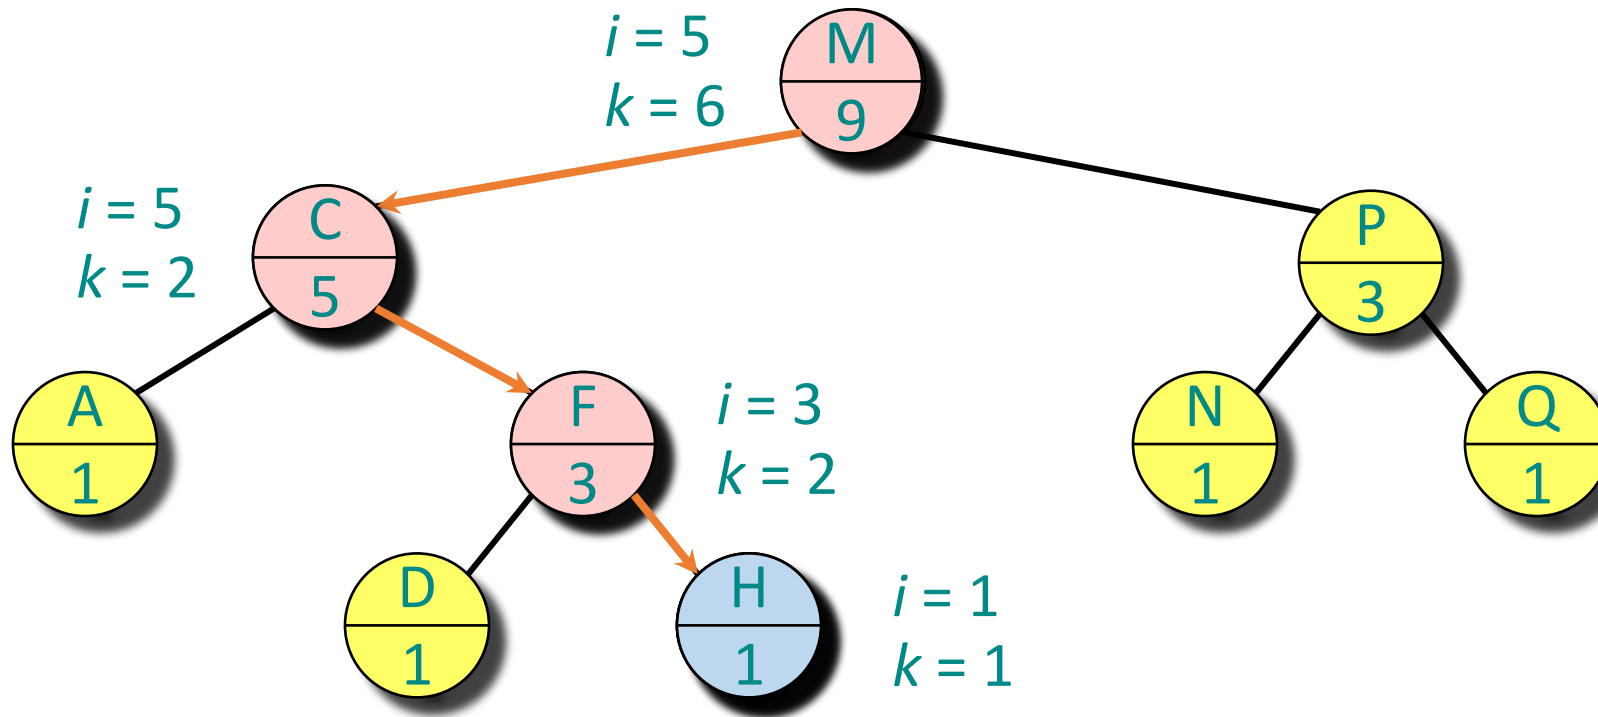 i = 5
k = 6
M
9
i = 5
k = 2
C
5
P
3
A
1
F
3
i = 3
k = 2
N
1
Q
1
D
1
H
1
i = 1
k = 1